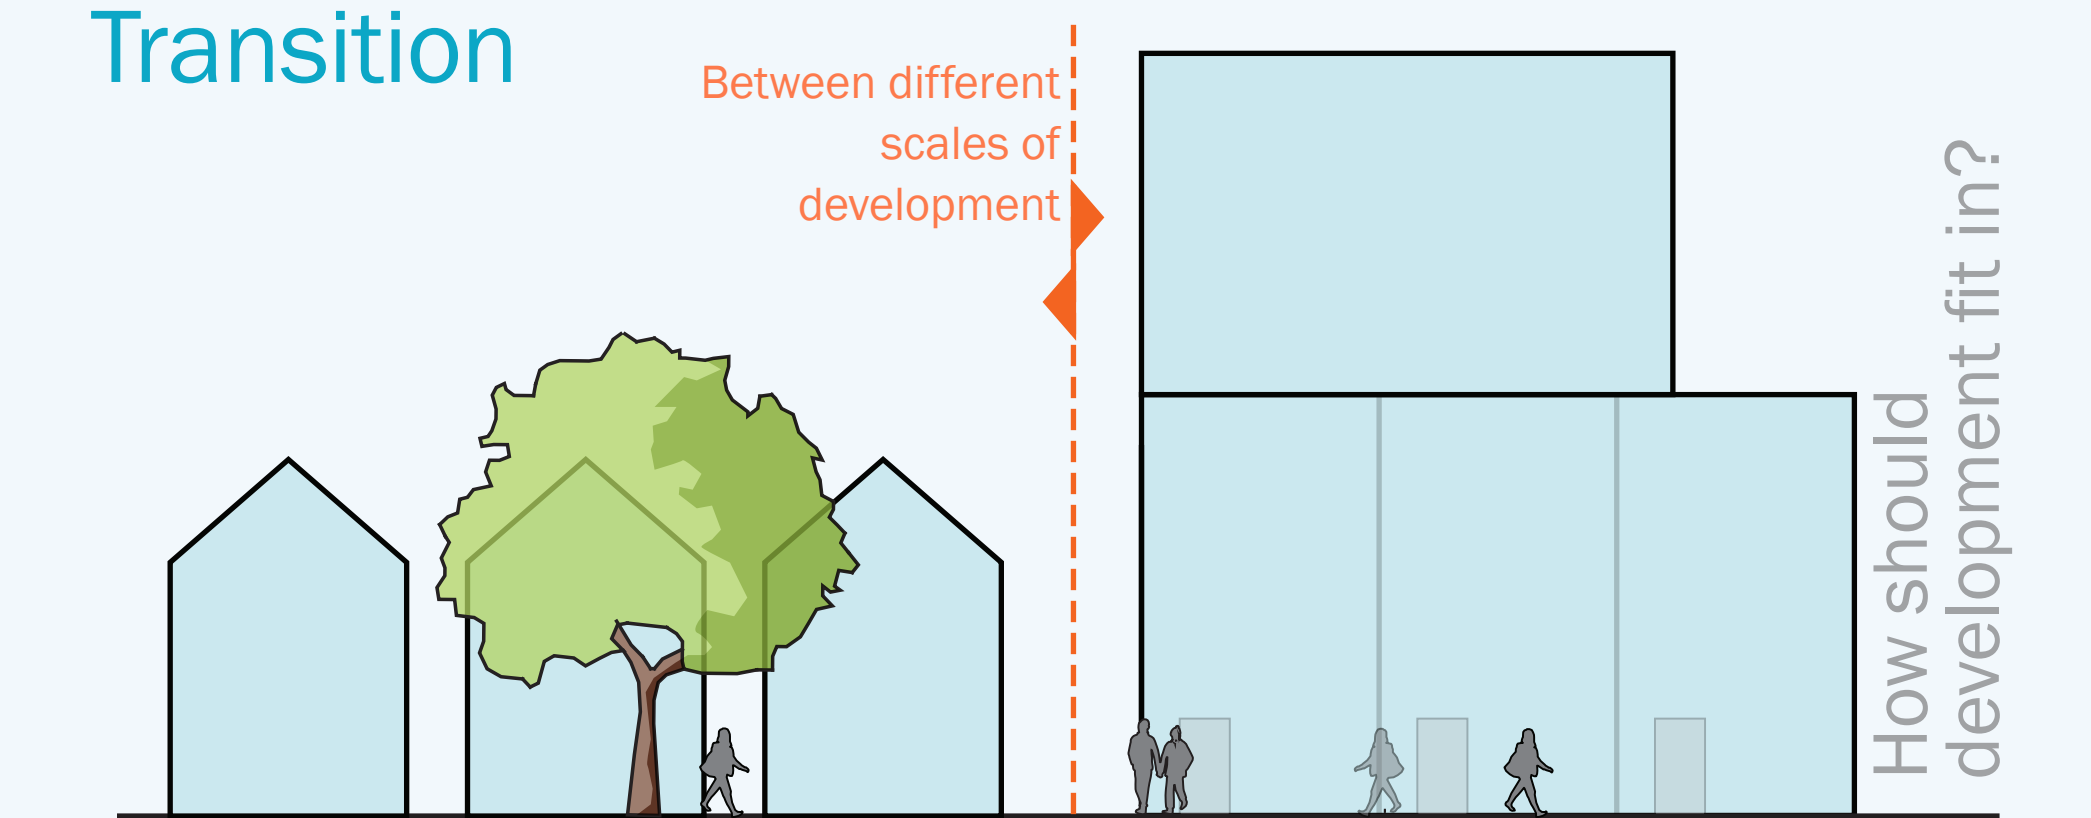 Transition
Between different
scales of
development
How should
development fit in?